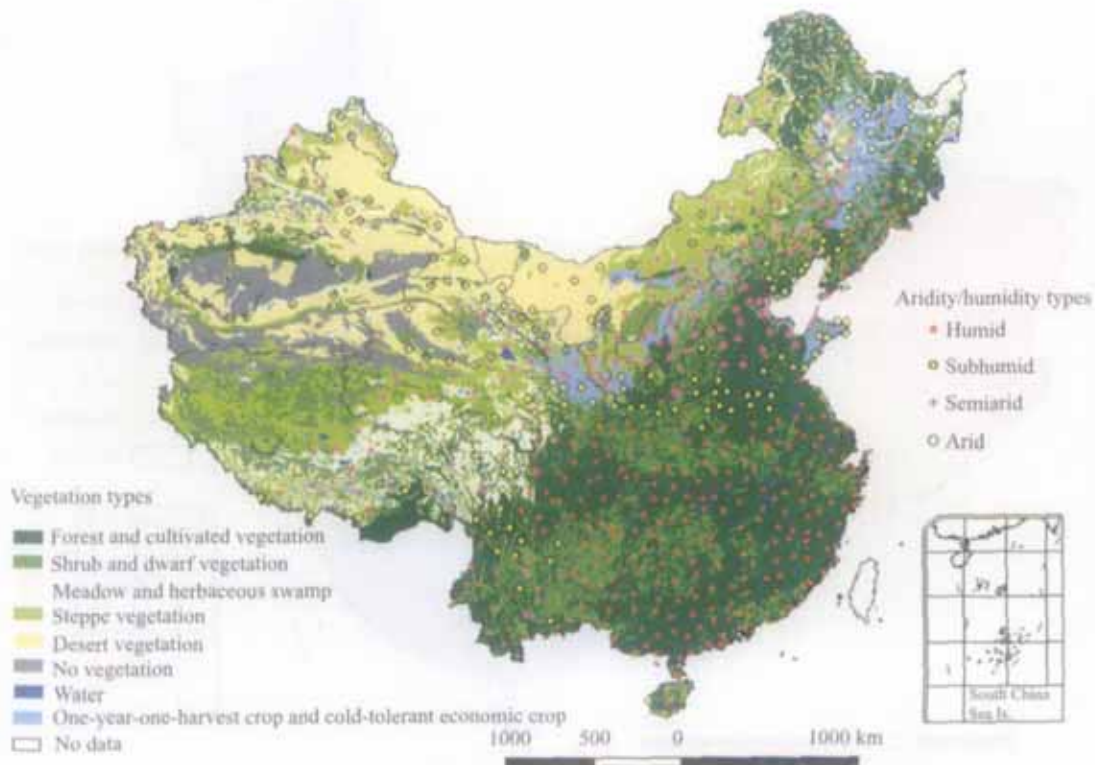 Aridity/humidity types
Humid
Subhumid
Semiarid
Arid
Vegetation types
Forest and cultivated vegetation
Shrub and dwarf vegetation
Meadow and herbaceous swamp
Steppe vegetation
Desert vegetation
No vegetation
Water
One-year-one-harvest crop and cold-tolerant economic crop
No data
South China
Sea Is.
1000 500 0 1000 km